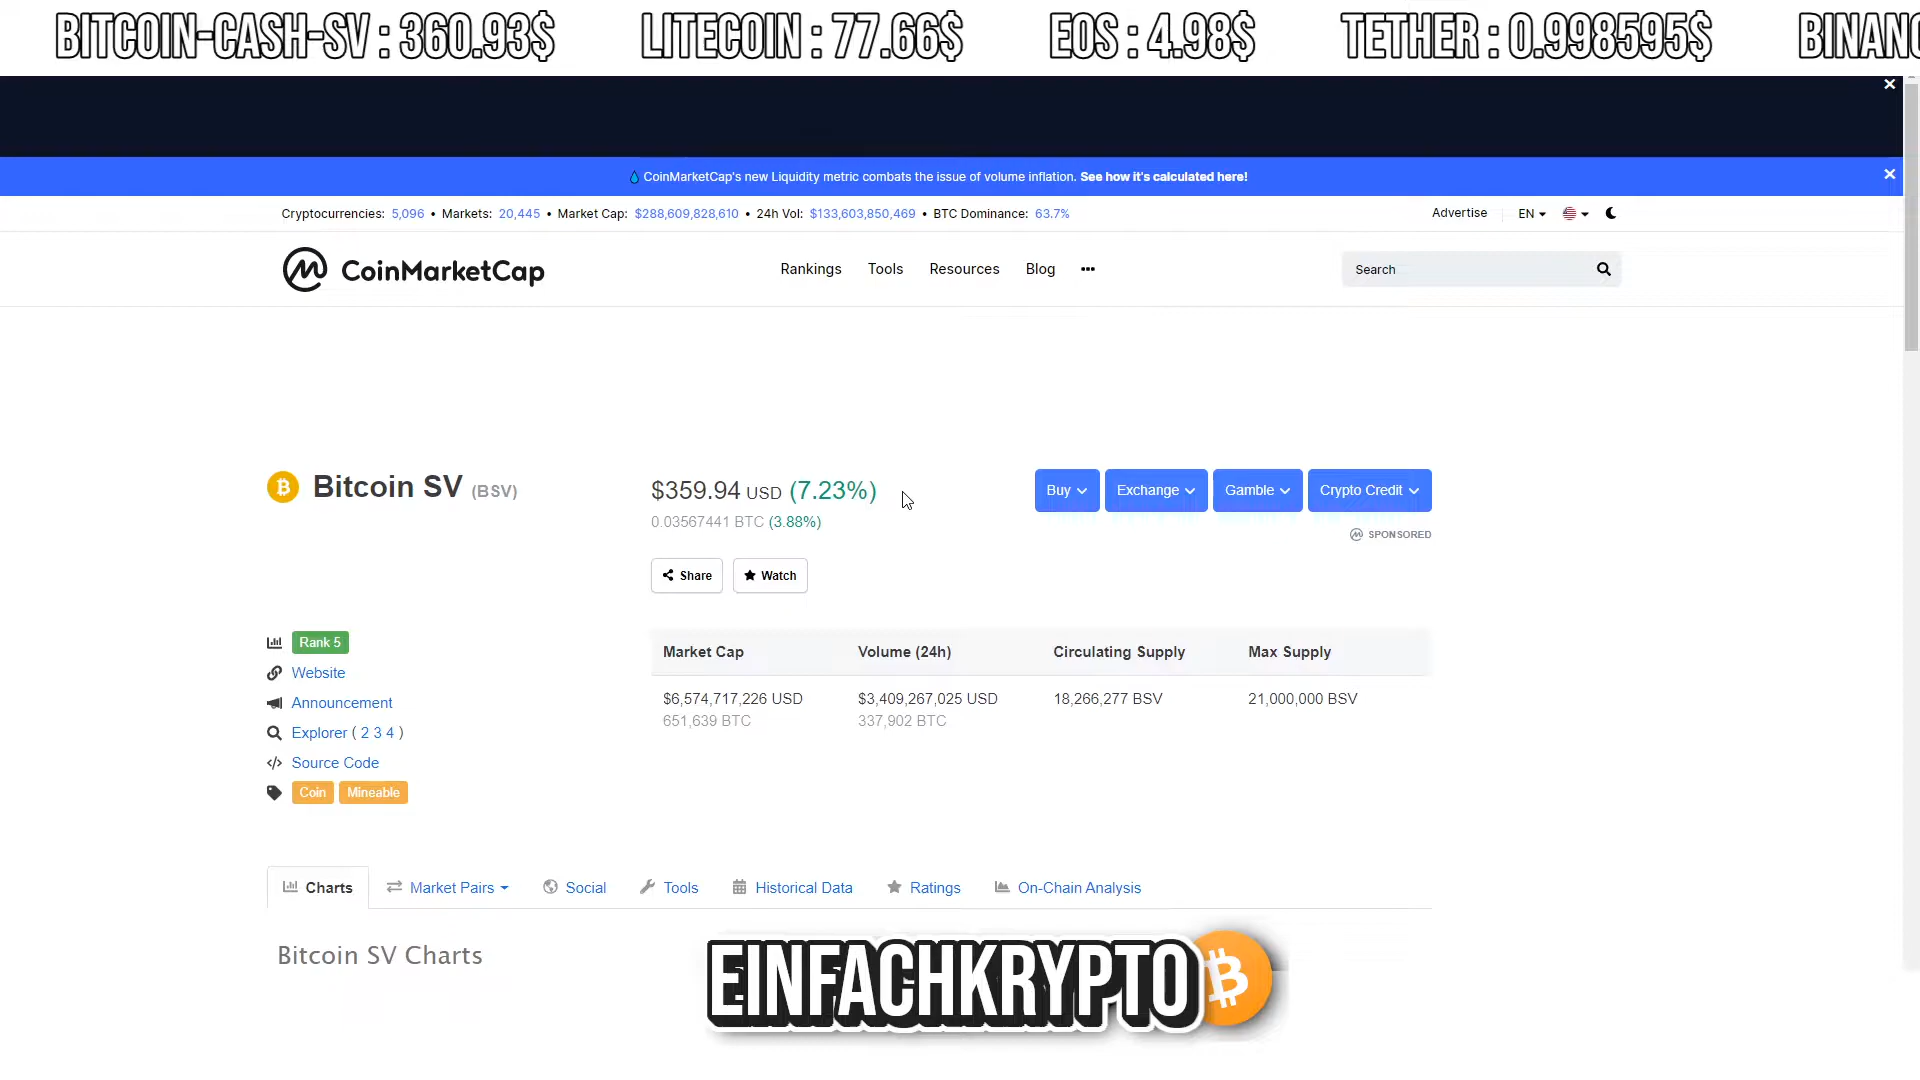 BITCOIN-CASH-SV : 360.93$ LITECOIN : 77.66$ EOS : 4.98$ TETHER : 0.998595$ BINANC
CoinMarketCap's new Liquidity metric combats the issue of volume inflation. See how it's calculated here!
Cryptocurrencies: 5,096 • Markets: 20,445 • Market Cap: $288,609,828,610 • 24h Vol: $133,603,850,469 • BTC Dominance: 63.7%
Advertise EN
CoinMarketCap
Rankings Tools Resources Blog
Search
Bitcoin SV (BSV)
$359.94 USD (7.23%)
0.03567441 BTC (3.88%)
Buy Exchange Gamble Crypto Credit
SPONSORED
Share Watch
Rank 5
Website
Announcement
Explorer ( 2 3 4 )
Source Code
Coin Mineable
Market Cap Volume (24h) Circulating Supply Max Supply
$6,574,717,226 USD $3,409,267,025 USD 18,266,277 BSV 21,000,000 BSV
651,639 BTC 337,902 BTC
Charts Market Pairs Social Tools Historical Data Ratings On-Chain Analysis
Bitcoin SV Charts
EINFACHKRYPTO